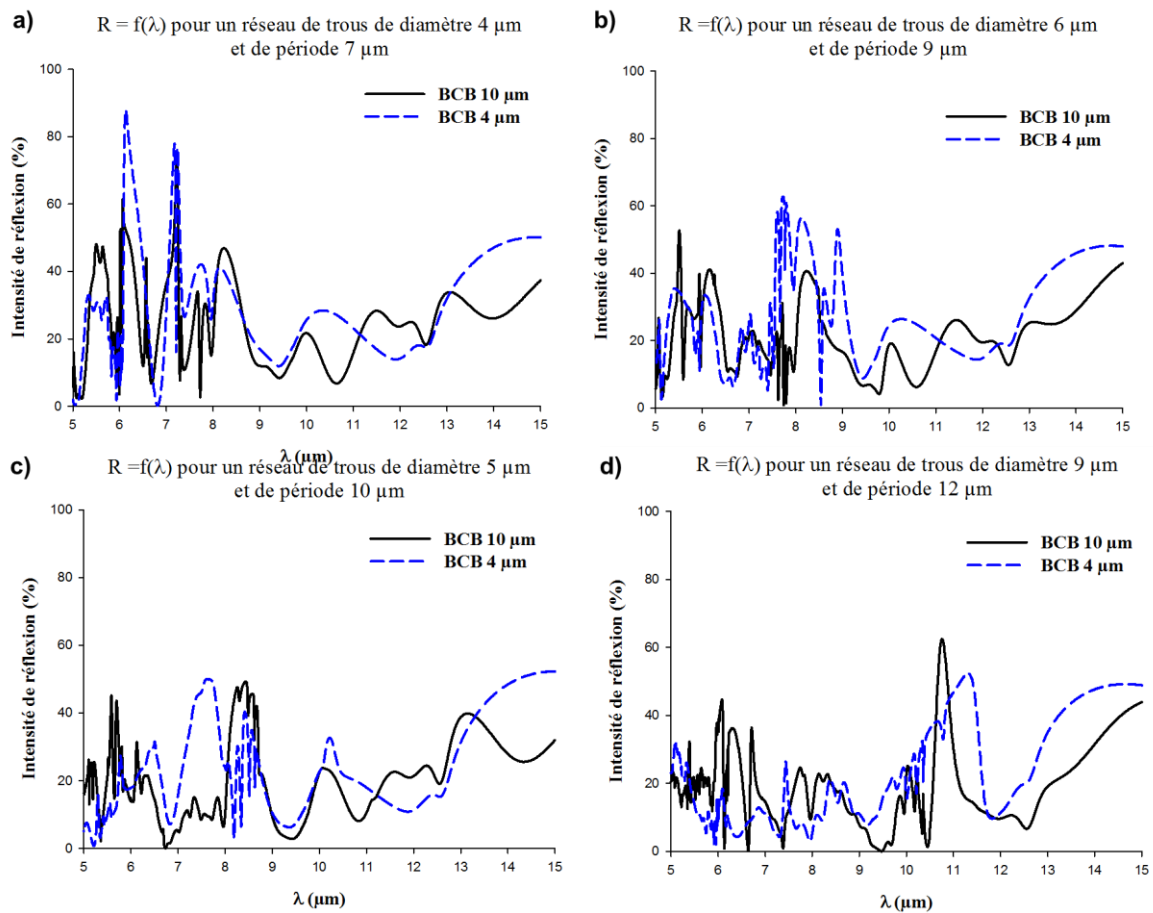 a)
R = f(λ) pour un réseau de trous de diamètre 4 µm
et de période 7 µm
100
80
60
40
20
0
Intensité de réflexion (%)
BCB 10 µm
BCB 4 µm
5 6 7 8 9 10 11 12 13 14 15
λ (µm)
b)
R =f(λ) pour un réseau de trous de diamètre 6 µm
et de période 9 µm
100
80
60
40
20
0
Intensité de réflexion (%)
BCB 10 µm
BCB 4 µm
5 6 7 8 9 10 11 12 13 14 15
c)
R =f(λ) pour un réseau de trous de diamètre 5 µm
et de période 10 µm
100
80
60
40
20
0
Intensité de réflexion (%)
BCB 10 µm
BCB 4 µm
5 6 7 8 9 10 11 12 13 14 15
λ (µm)
d)
R =f(λ) pour un réseau de trous de diamètre 9 µm
et de période 12 µm
100
80
60
40
20
0
Intensité de réflexion (%)
BCB 10 µm
BCB 4 µm
5 6 7 8 9 10 11 12 13 14 15
λ (µm)